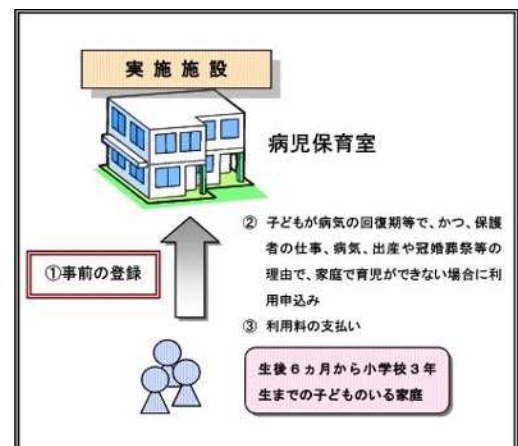 実施施設
病児保育室
①事前の登録
② 子どもが病気の回復期等で、かつ、保護
者の仕事、病気、出産や冠婚葬祭等の
理由で、家庭で育児ができない場合に利
用申込み
③ 利用料の支払い
生後６ヵ月から小学校３年
生までの子どものいる家庭